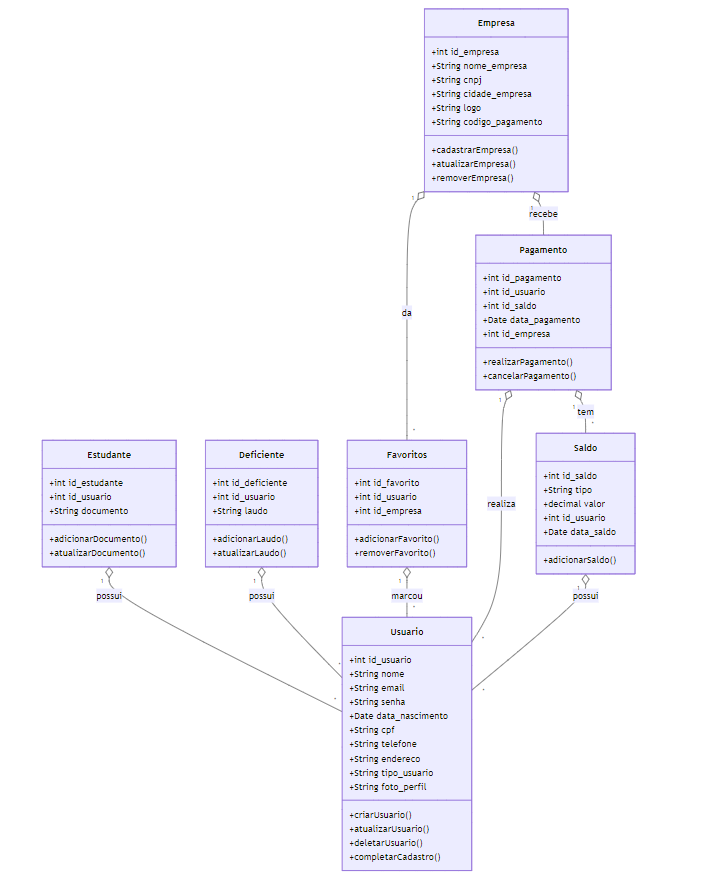 Empresa
+int id_empresa
+String nome_empresa
+String cnpj
+String cidade_empresa
+String logo
+String codigo_pagamento
+cadastrarEmpresa()
+atualizarEmpresa()
+removerEmpresa()
1
1
recebe
Pagamento
+int id_pagamento
+int id_usuario
+int id_saldo
+Date data_pagamento
+int id_empresa
+realizarPagamento()
+cancelarPagamento()
da
1
1
tem
*
*
Estudante
+int id_estudante
+int id_usuario
+String documento
+adicionarDocumento()
+atualizarDocumento()
Deficiente
+int id_deficiente
+int id_usuario
+String laudo
+adicionarLaudo()
+atualizarLaudo()
Favoritos
+int id_favorito
+int id_usuario
+int id_empresa
+adicionarFavorito()
+removerFavorito()
realiza
Saldo
+int id_saldo
+String tipo
+decimal valor
+int id_usuario
+Date data_saldo
+adicionarSaldo()
1
possui
1
possui
1
marcou
1
possui
*
*
*
*
*
Usuario
+int id_usuario
+String nome
+String email
+String senha
+Date data_nascimento
+String cpf
+String telefone
+String endereco
+String tipo_usuario
+String foto_perfil
+criarUsuario()
+atualizarUsuario()
+deletarUsuario()
+completarCadastro()